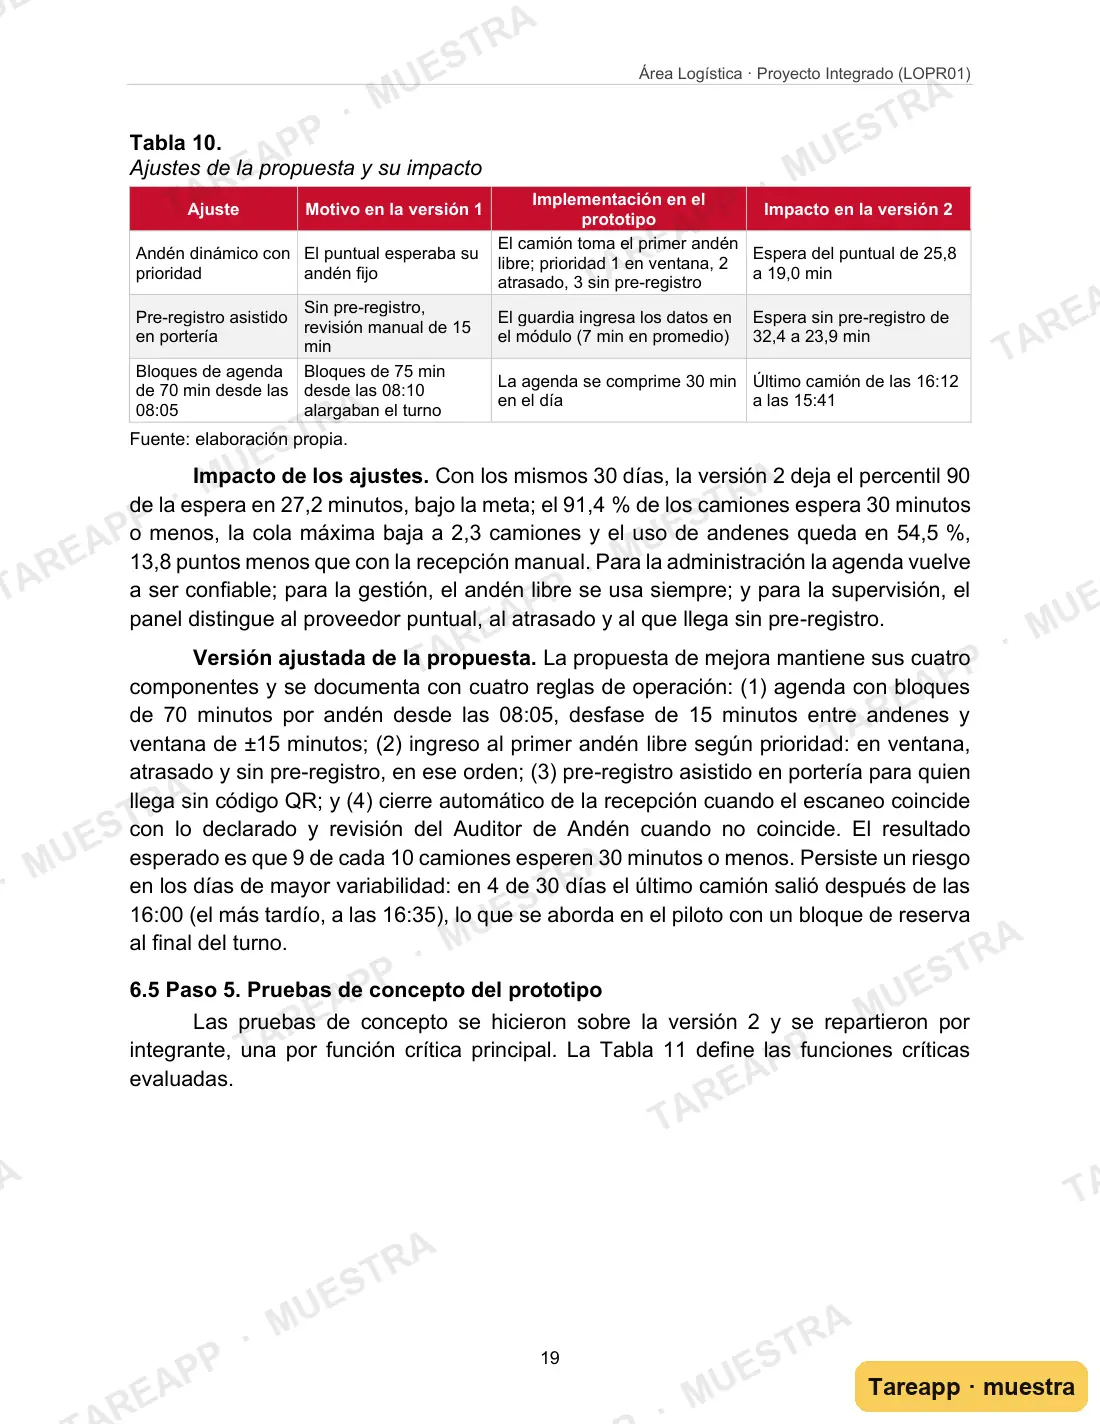 Área Logística · Proyecto Integrado (LOPR01)
Tabla 10.
Ajustes de la propuesta y su impacto
Ajuste
Motivo en la versión 1
Implementación en el
prototipo
Impacto en la versión 2
Andén dinámico con
prioridad
El puntual esperaba su
andén fijo
El camión toma el primer andén
libre; prioridad 1 en ventana, 2
atrasado, 3 sin pre-registro
Espera del puntual de 25,8
a 19,0 min
Pre-registro asistido
en portería
Sin pre-registro,
revisión manual de 15
min
El guardia ingresa los datos en
el módulo (7 min en promedio)
Espera sin pre-registro de
32,4 a 23,9 min
Bloques de agenda
de 70 min desde las
08:05
Bloques de 75 min
desde las 08:10
alargaban el turno
La agenda se comprime 30 min
en el día
Último camión de las 16:12
a las 15:41
Fuente: elaboración propia.
Impacto de los ajustes. Con los mismos 30 días, la versión 2 deja el percentil 90
de la espera en 27,2 minutos, bajo la meta; el 91,4 % de los camiones espera 30 minutos
o menos, la cola máxima baja a 2,3 camiones y el uso de andenes queda en 54,5 %,
13,8 puntos menos que con la recepción manual. Para la administración la agenda vuelve
a ser confiable; para la gestión, el andén libre se usa siempre; y para la supervisión, el
panel distingue al proveedor puntual, al atrasado y al que llega sin pre-registro.
Versión ajustada de la propuesta. La propuesta de mejora mantiene sus cuatro
componentes y se documenta con cuatro reglas de operación: (1) agenda con bloques
de 70 minutos por andén desde las 08:05, desfase de 15 minutos entre andenes y
ventana de ±15 minutos; (2) ingreso al primer andén libre según prioridad: en ventana,
atrasado y sin pre-registro, en ese orden; (3) pre-registro asistido en portería para quien
llega sin código QR; y (4) cierre automático de la recepción cuando el escaneo coincide
con lo declarado y revisión del Auditor de Andén cuando no coincide. El resultado
esperado es que 9 de cada 10 camiones esperen 30 minutos o menos. Persiste un riesgo
en los días de mayor variabilidad: en 4 de 30 días el último camión salió después de las
16:00 (el más tardío, a las 16:35), lo que se aborda en el piloto con un bloque de reserva
al final del turno.
6.5 Paso 5. Pruebas de concepto del prototipo
Las pruebas de concepto se hicieron sobre la versión 2 y se repartieron por
integrante, una por función crítica principal. La Tabla 11 define las funciones críticas
evaluadas.
19
Tareapp · muestra
TAREAPP · MUESTRA